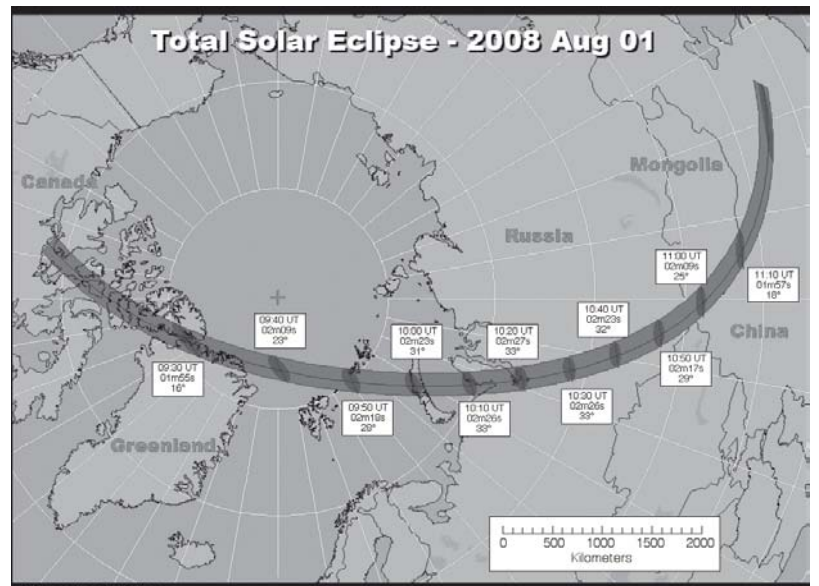 Total Solar Eclipse - 2008 Aug 01
Canada
Mongolia
Russia
China
Greenland
09:30 UT
01m55s
16°
09:40 UT
02m09s
23°
09:50 UT
02m18s
28°
10:00 UT
02m23s
31°
10:10 UT
02m26s
33°
10:20 UT
02m27s
33°
10:30 UT
02m26s
33°
10:40 UT
02m23s
32°
10:50 UT
02m17s
29°
11:00 UT
02m09s
25°
11:10 UT
01m57s
18°
0 500 1000 1500 2000
Kilometers